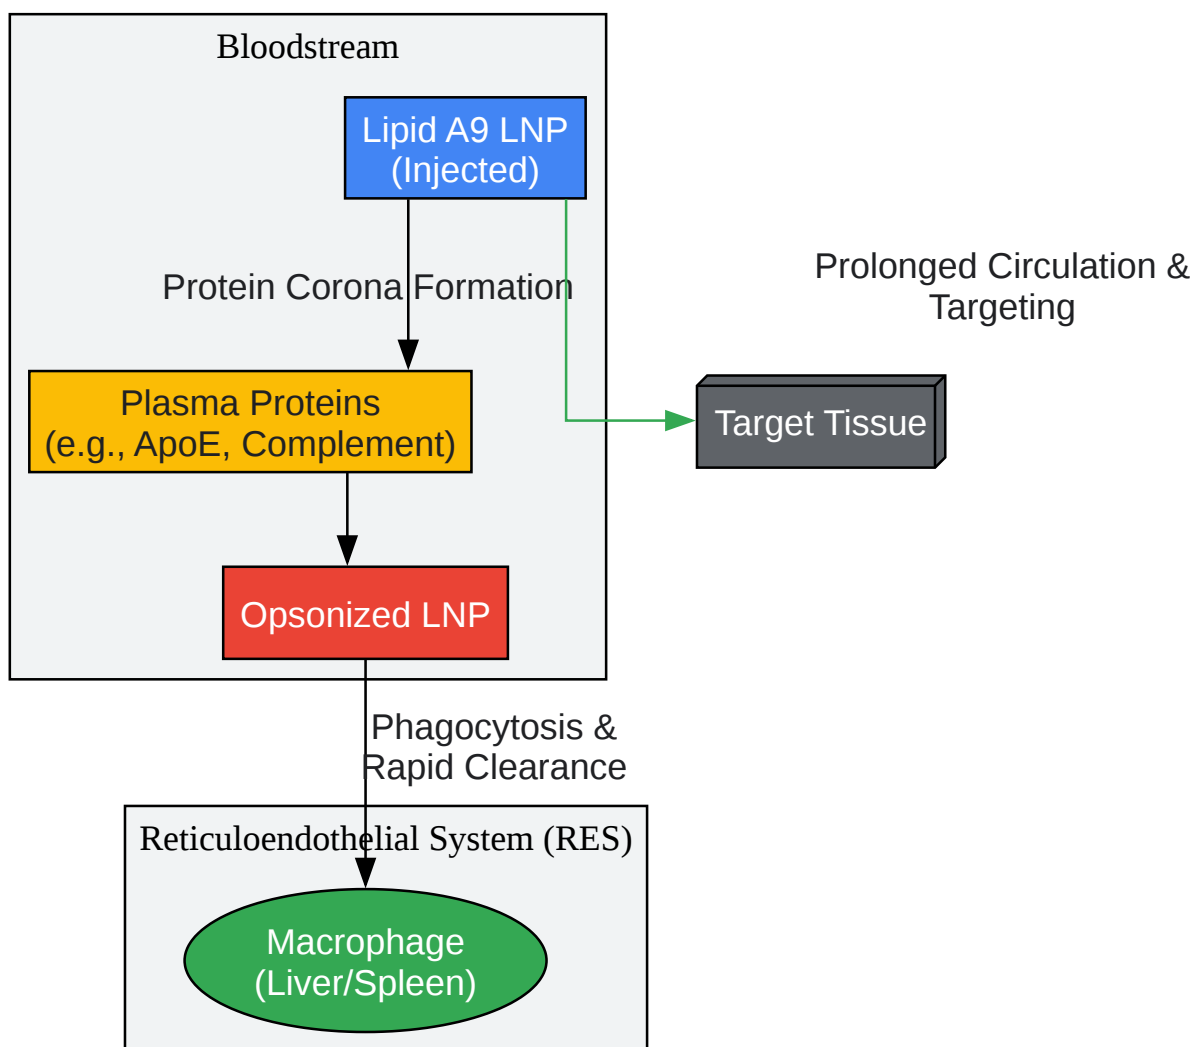 Bloodstream
Lipid A9 LNP
(Injected)
Protein Corona Formation
Prolonged Circulation &
Targeting
Plasma Proteins
(e.g., ApoE, Complement)
Target Tissue
Opsonized LNP
Phagocytosis &
Rapid Clearance
Reticuloendothelial System (RES)
Macrophage
(Liver/Spleen)